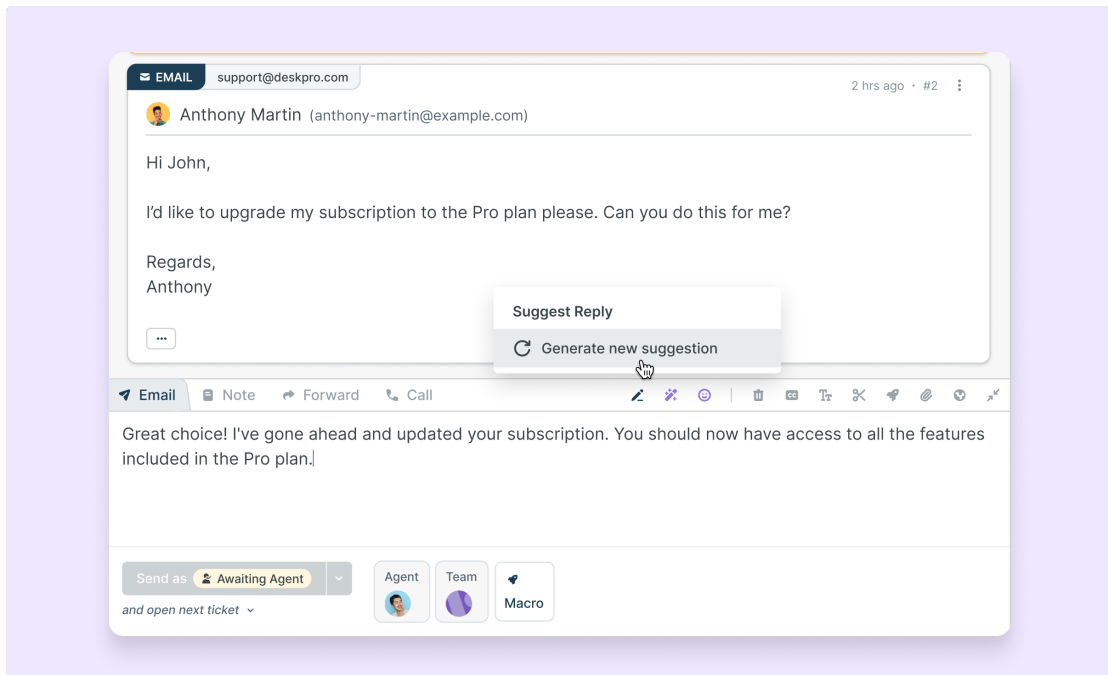 EMAIL support@deskpro.com
2 hrs ago · #2
Anthony Martin (anthony-martin@example.com)
Hi John,
I’d like to upgrade my subscription to the Pro plan please. Can you do this for me?
Regards,
Anthony
Suggest Reply
Generate new suggestion
Email Note Forward Call
Great choice! I've gone ahead and updated your subscription. You should now have access to all the features
included in the Pro plan.
Send as Awaiting Agent
and open next ticket
Agent Team Macro